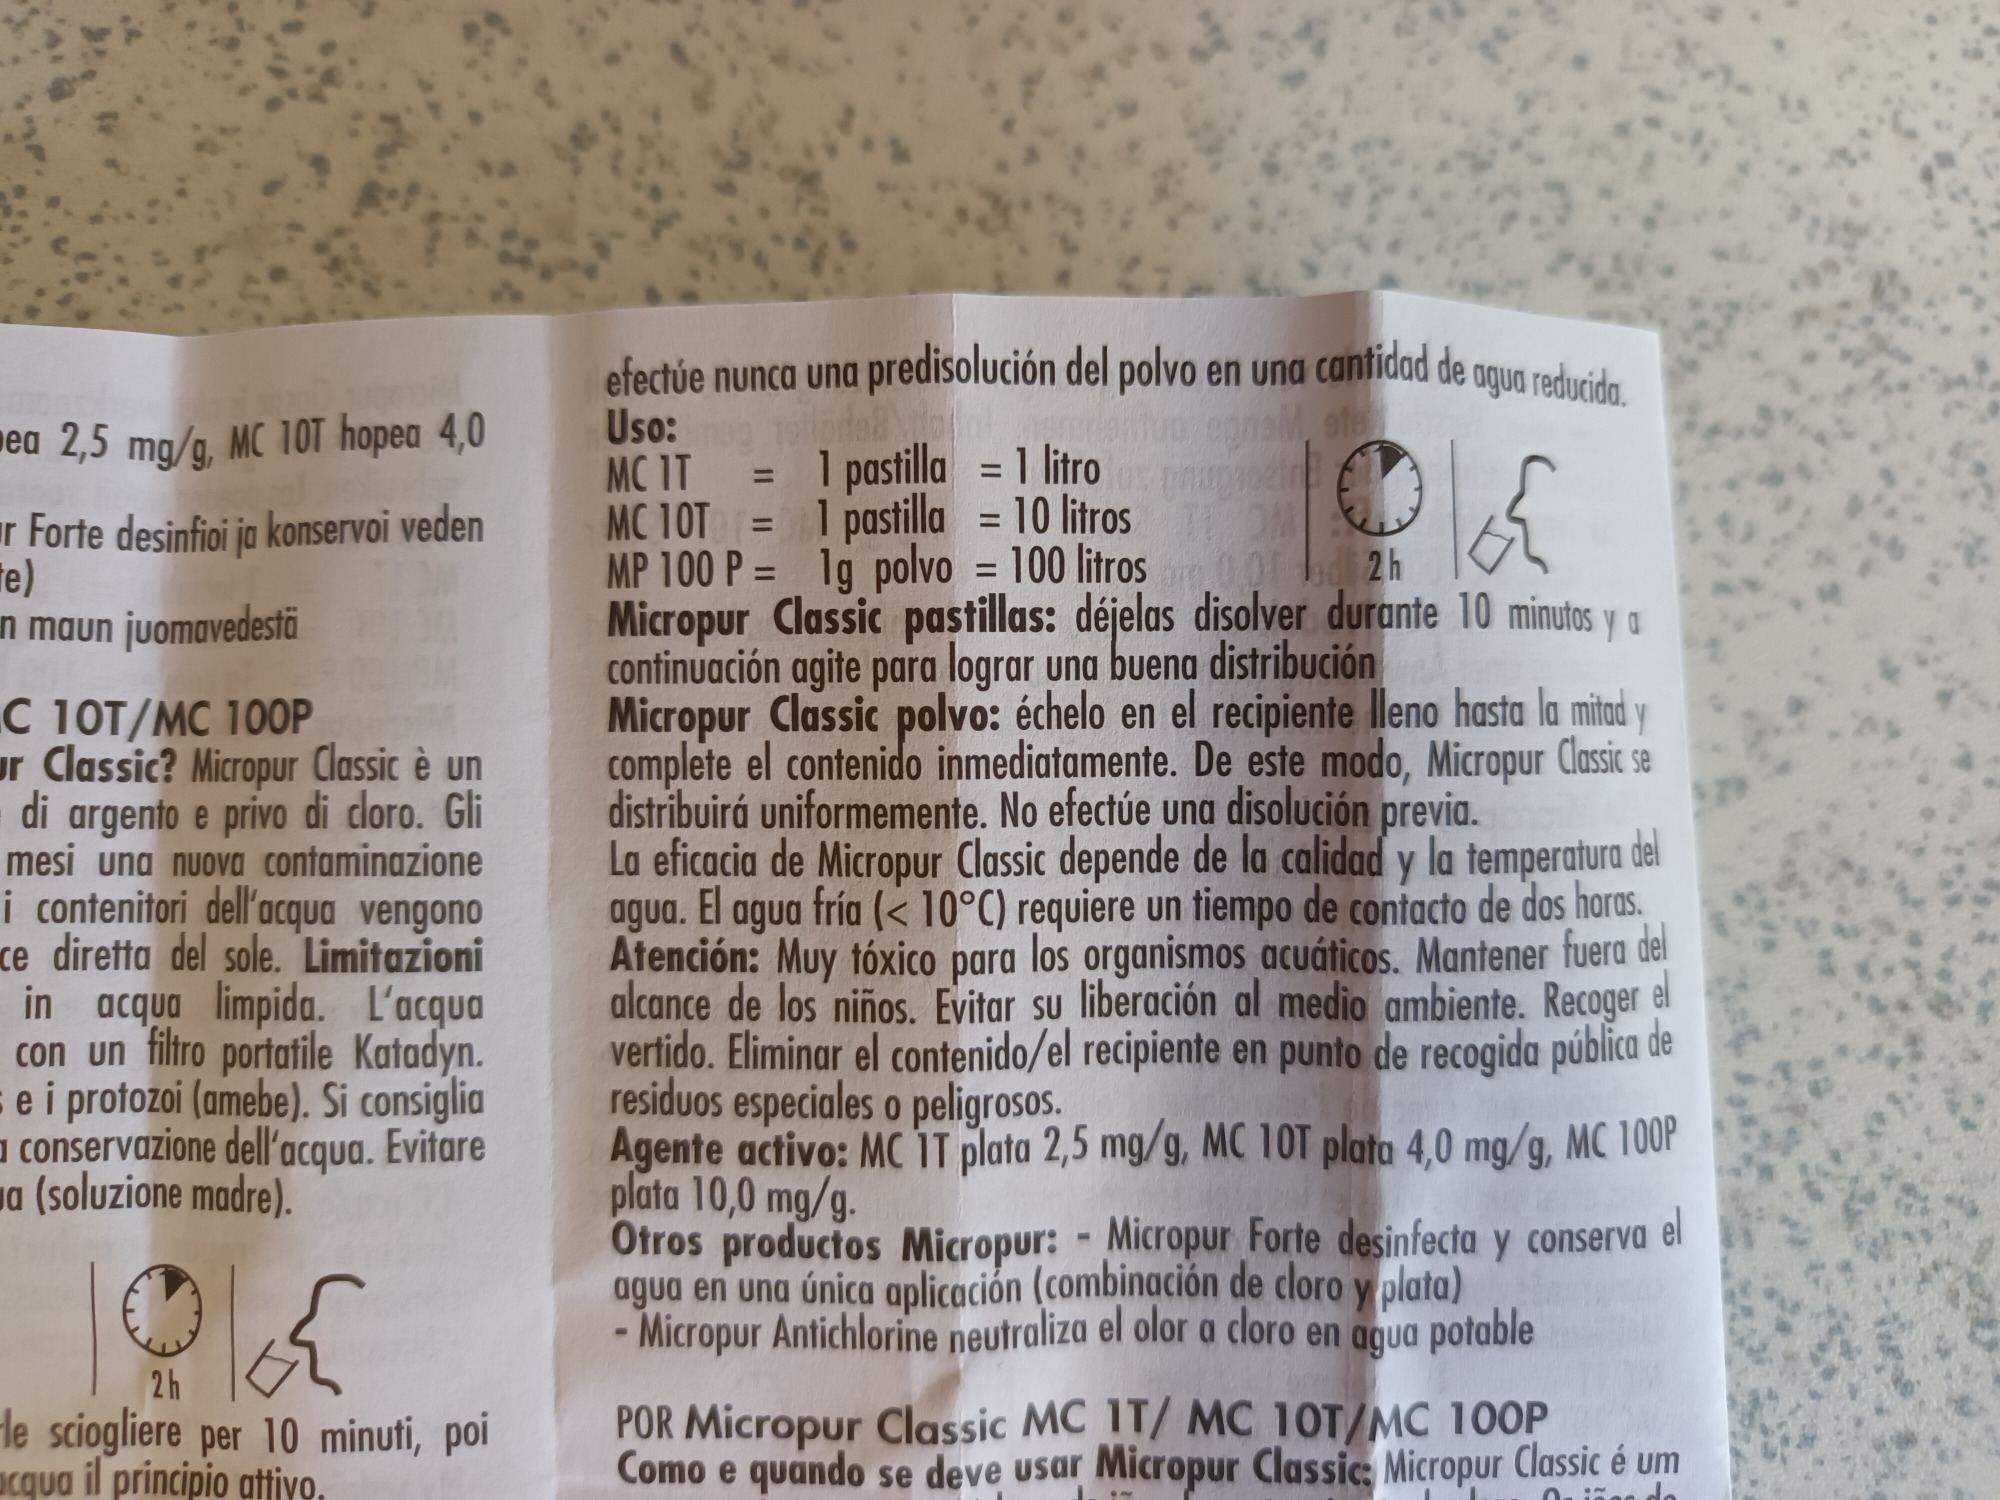 ea 2,5 mg/g, MC 10T hopea 4,0
r Forte desinfioi ja konservoi veden
te)
n maun juomavedestä
C 10T/MC 100P
ur Classic? Micropur Classic è un
di argento e privo di cloro. Gli
mesi una nuova contaminazione
i contenitori dell'acqua vengono
ce diretta del sole. Limitazioni
in acqua limpida. L'acqua
con un filtro portatile Katadyn.
e i protozoi (amebe). Si consiglia
a conservazione dell'acqua. Evitare
ua (soluzione madre).
2 h
le sciogliere per 10 minuti, poi
acqua il principio attivo.
efectúe nunca una predisolución del polvo en una cantidad de agua reducida.
Uso:
MC 1T = 1 pastilla = 1 litro
MC 10T = 1 pastilla = 10 litros
MP 100 P = 1g polvo = 100 litros
2 h
Micropur Classic pastillas: déjelas disolver durante 10 minutos y a
continuación agite para lograr una buena distribución
Micropur Classic polvo: échelo en el recipiente lleno hasta la mitad y
complete el contenido inmediatamente. De este modo, Micropur Classic se
distribuirá uniformemente. No efectúe una disolución previa.
La eficacia de Micropur Classic depende de la calidad y la temperatura del
agua. El agua fría (< 10°C) requiere un tiempo de contacto de dos horas.
Atención: Muy tóxico para los organismos acuáticos. Mantener fuera del
alcance de los niños. Evitar su liberación al medio ambiente. Recoger el
vertido. Eliminar el contenido/el recipiente en punto de recogida pública de
residuos especiales o peligrosos.
Agente activo: MC 1T plata 2,5 mg/g, MC 10T plata 4,0 mg/g, MC 100P
plata 10,0 mg/g.
Otros productos Micropur: - Micropur Forte desinfecta y conserva el
agua en una única aplicación (combinación de cloro y plata)
- Micropur Antichlorine neutraliza el olor a cloro en agua potable
POR Micropur Classic MC 1T/ MC 10T/MC 100P
Como e quando se deve usar Micropur Classic: Micropur Classic é um